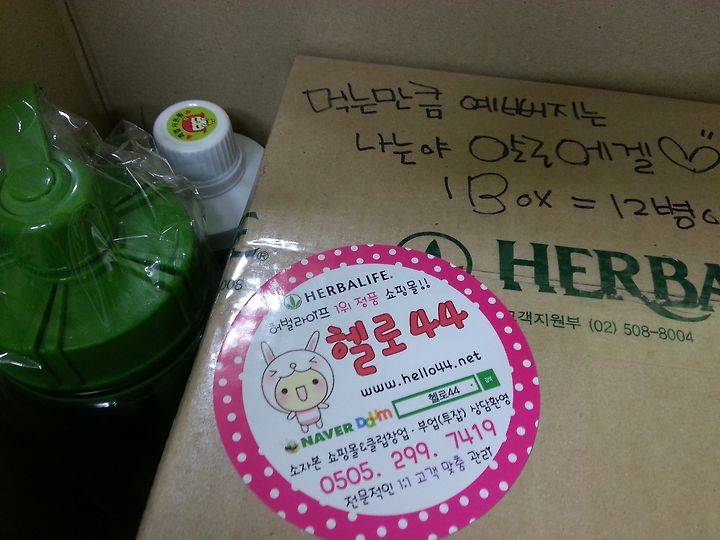 먹는만큼 예뻐지는
나는야 알로에겔
1 Box = 12병
HERBA
고객지원부 (02) 508-8004
HERBALIFE.
허벌라이프 1위 정품 쇼핑몰!!
헬로44
www.hello44.net
NAVER Daum 헬로44
소자본 쇼핑몰&클럽창업·부업(투잡) 상담환영
0505. 299. 7419
전문적인 1:1 고객 맞춤 관리